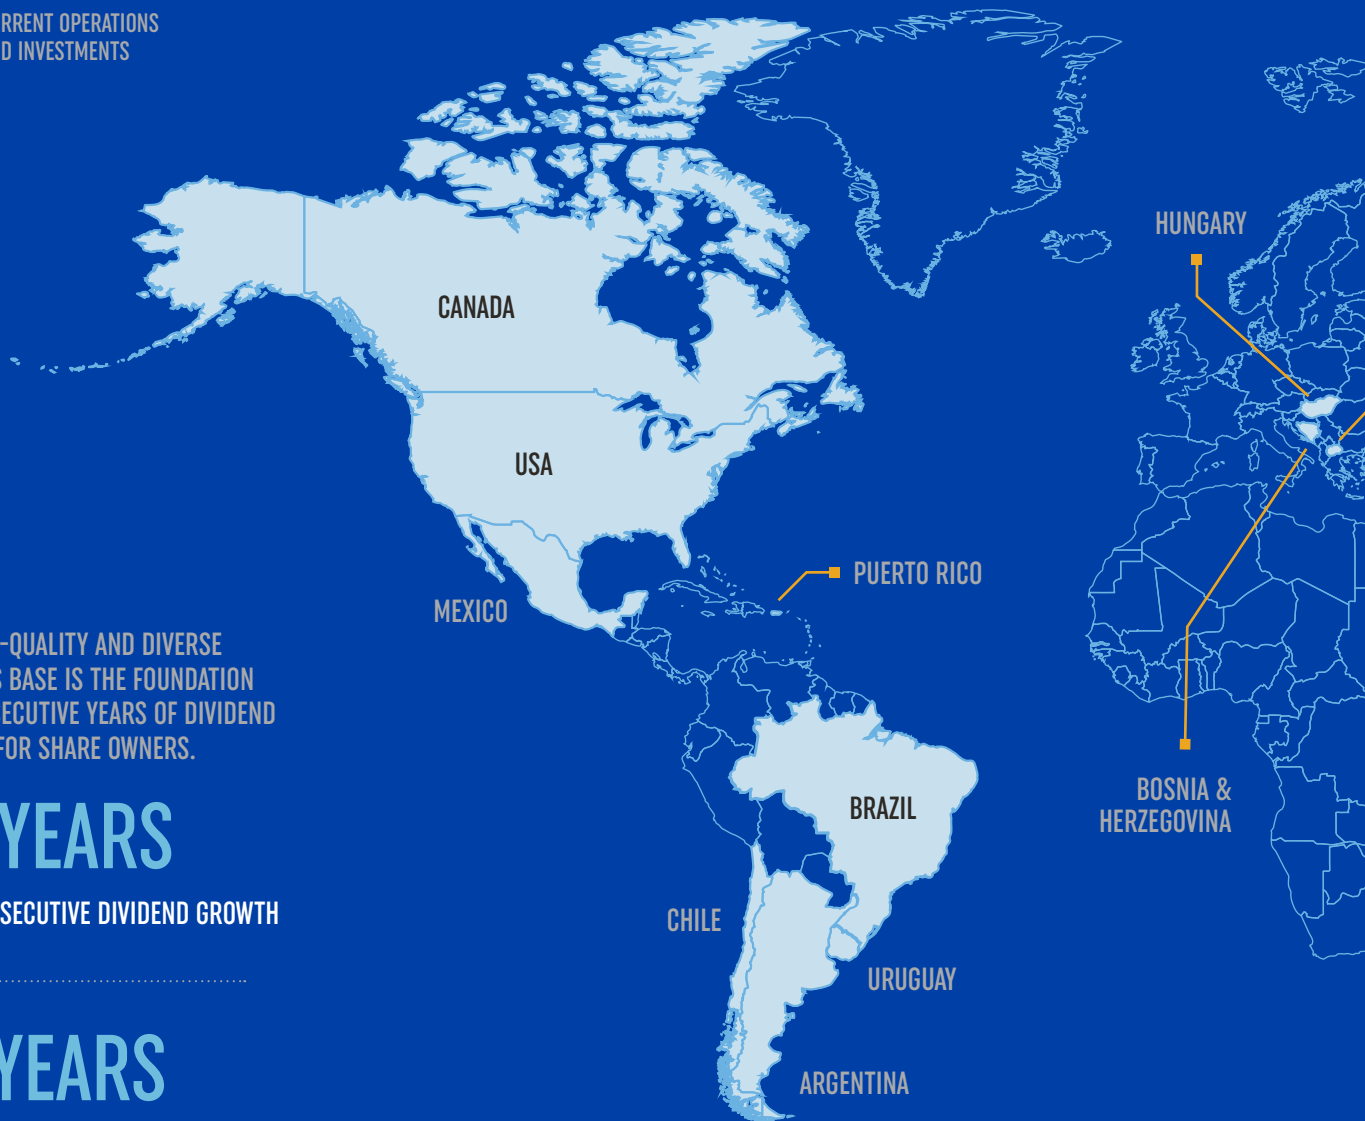 RRENT OPERATIONS
D INVESTMENTS
HUNGARY
CANADA
USA
PUERTO RICO
MEXICO
-QUALITY AND DIVERSE
S BASE IS THE FOUNDATION
SECUTIVE YEARS OF DIVIDEND
FOR SHARE OWNERS.
BOSNIA &
HERZEGOVINA
BRAZIL
YEARS
SECUTIVE DIVIDEND GROWTH
CHILE
URUGUAY
YEARS
ARGENTINA